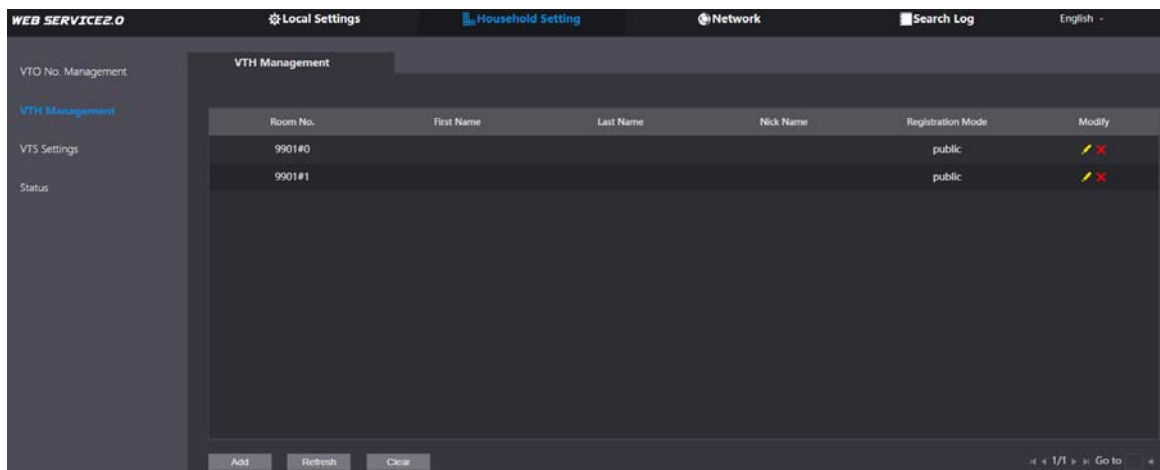 WEB SERVICE2.0 Local Settings Household Setting Network Search Log English
VTO No. Management
VTH Management
VTS Settings
Status
VTH Management
Room No. First Name Last Name Nick Name Registration Mode Modify
9901#0 public
9901#1 public
Add Refresh Clear 1/1 Go to